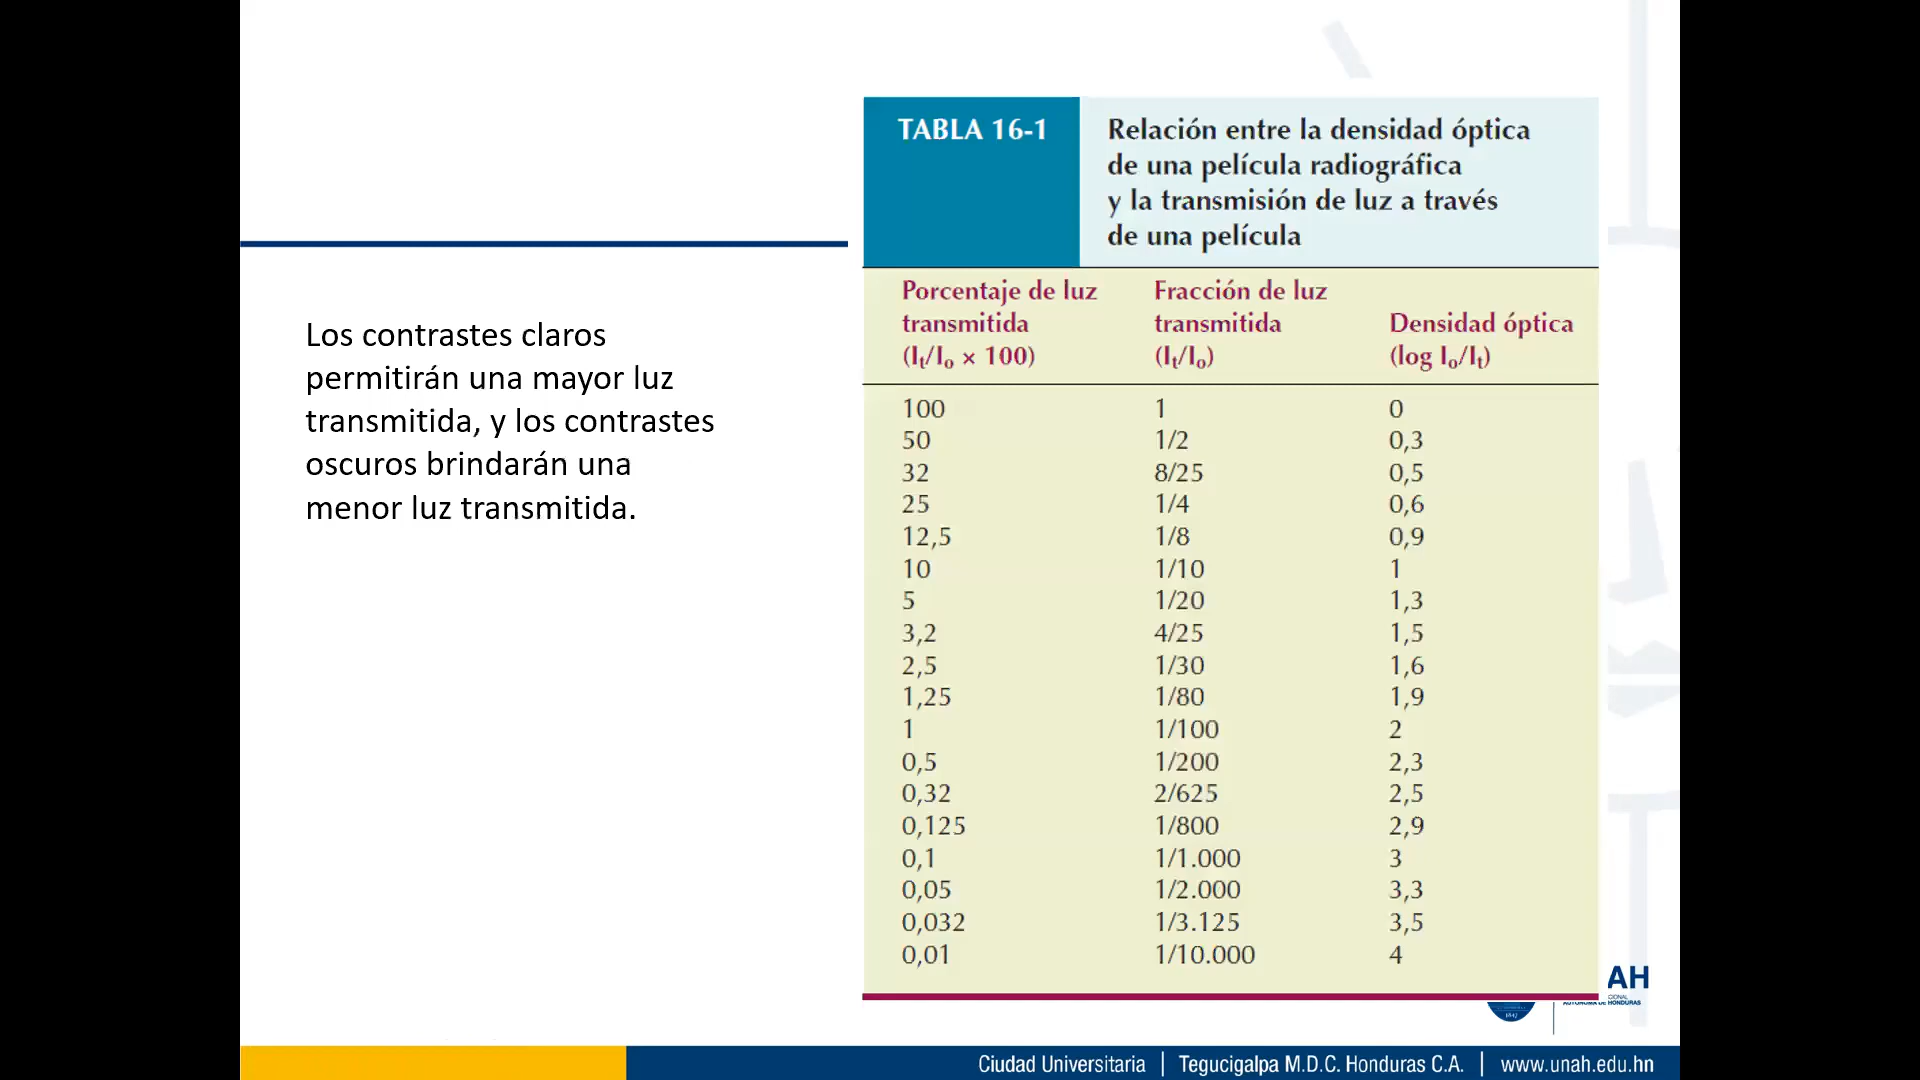 Los contrastes claros
permitirán una mayor luz
transmitida, y los contrastes
oscuros brindarán una
menor luz transmitida.
TABLA 16-1
Relación entre la densidad óptica
de una película radiográfica
y la transmisión de luz a través
de una película
Porcentaje de luz transmitida (It/Io × 100) Fracción de luz transmitida (It/Io) Densidad óptica (log Io/It)
100 1 0
50 1/2 0,3
32 8/25 0,5
25 1/4 0,6
12,5 1/8 0,9
10 1/10 1
5 1/20 1,3
3,2 4/25 1,5
2,5 1/30 1,6
1,25 1/80 1,9
1 1/100 2
0,5 1/200 2,3
0,32 2/625 2,5
0,125 1/800 2,9
0,1 1/1.000 3
0,05 1/2.000 3,3
0,032 1/3.125 3,5
0,01 1/10.000 4
AH
HONDURAS
Ciudad Universitaria | Tegucigalpa M.D.C. Honduras C.A. | www.unah.edu.hn